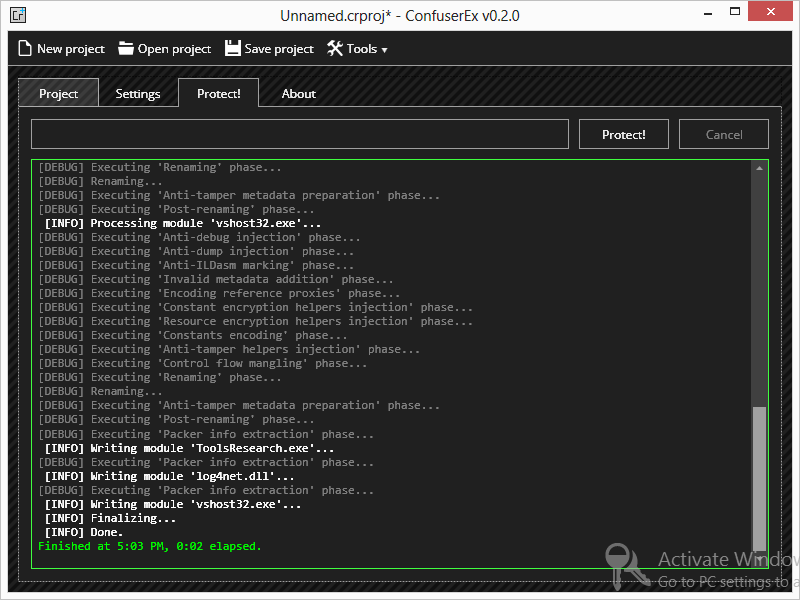 Unnamed.crproj* - ConfuserEx v0.2.0
New project Open project Save project Tools
Project Settings Protect! About
Protect! Cancel
[DEBUG] Executing 'Renaming' phase...
[DEBUG] Renaming...
[DEBUG] Executing 'Anti-tamper metadata preparation' phase...
[DEBUG] Executing 'Post-renaming' phase...
[INFO] Processing module 'vshost32.exe'...
[DEBUG] Executing 'Anti-debug injection' phase...
[DEBUG] Executing 'Anti-dump injection' phase...
[DEBUG] Executing 'Anti-ILDasm marking' phase...
[DEBUG] Executing 'Invalid metadata addition' phase...
[DEBUG] Executing 'Encoding reference proxies' phase...
[DEBUG] Executing 'Constant encryption helpers injection' phase...
[DEBUG] Executing 'Resource encryption helpers injection' phase...
[DEBUG] Executing 'Constants encoding' phase...
[DEBUG] Executing 'Anti-tamper helpers injection' phase...
[DEBUG] Executing 'Control flow mangling' phase...
[DEBUG] Executing 'Renaming' phase...
[DEBUG] Renaming...
[DEBUG] Executing 'Anti-tamper metadata preparation' phase...
[DEBUG] Executing 'Post-renaming' phase...
[DEBUG] Executing 'Packer info extraction' phase...
[INFO] Writing module 'ToolsResearch.exe'...
[DEBUG] Executing 'Packer info extraction' phase...
[INFO] Writing module 'log4net.dll'...
[DEBUG] Executing 'Packer info extraction' phase...
[INFO] Writing module 'vshost32.exe'...
[INFO] Finalizing...
[INFO] Done.
Finished at 5:03 PM, 0:02 elapsed.
Activate Windo
Go to PC settings to a